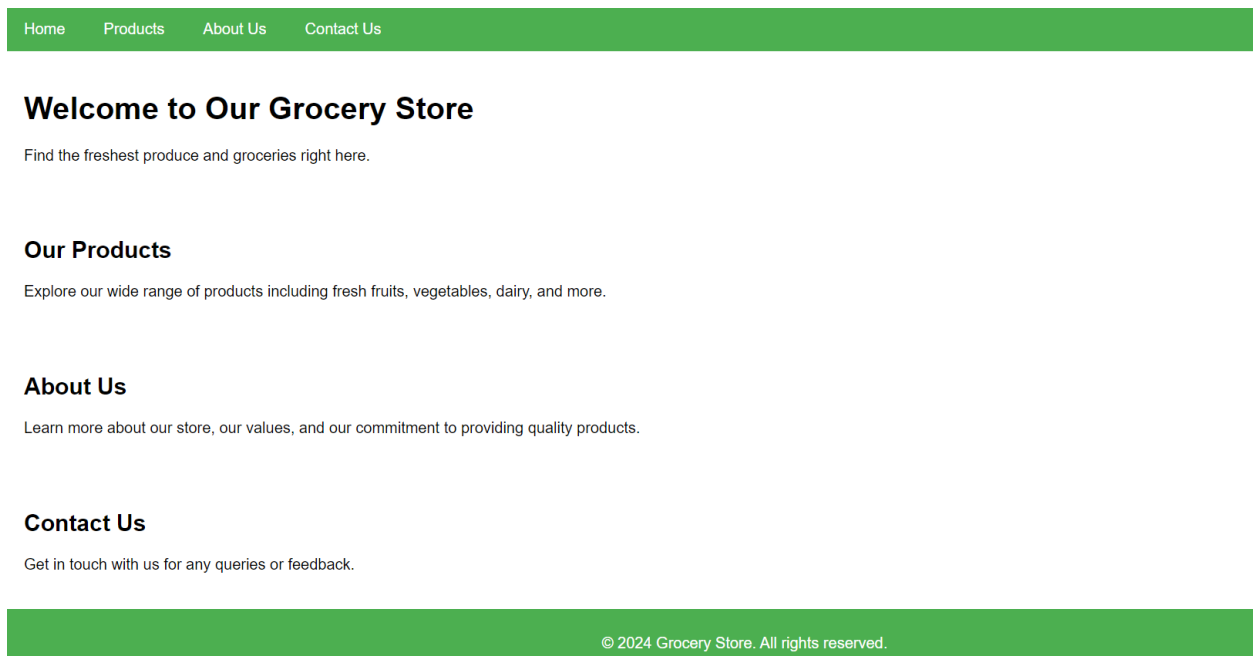 Home Products About Us Contact Us
Welcome to Our Grocery Store
Find the freshest produce and groceries right here.
Our Products
Explore our wide range of products including fresh fruits, vegetables, dairy, and more.
About Us
Learn more about our store, our values, and our commitment to providing quality products.
Contact Us
Get in touch with us for any queries or feedback.
© 2024 Grocery Store. All rights reserved.